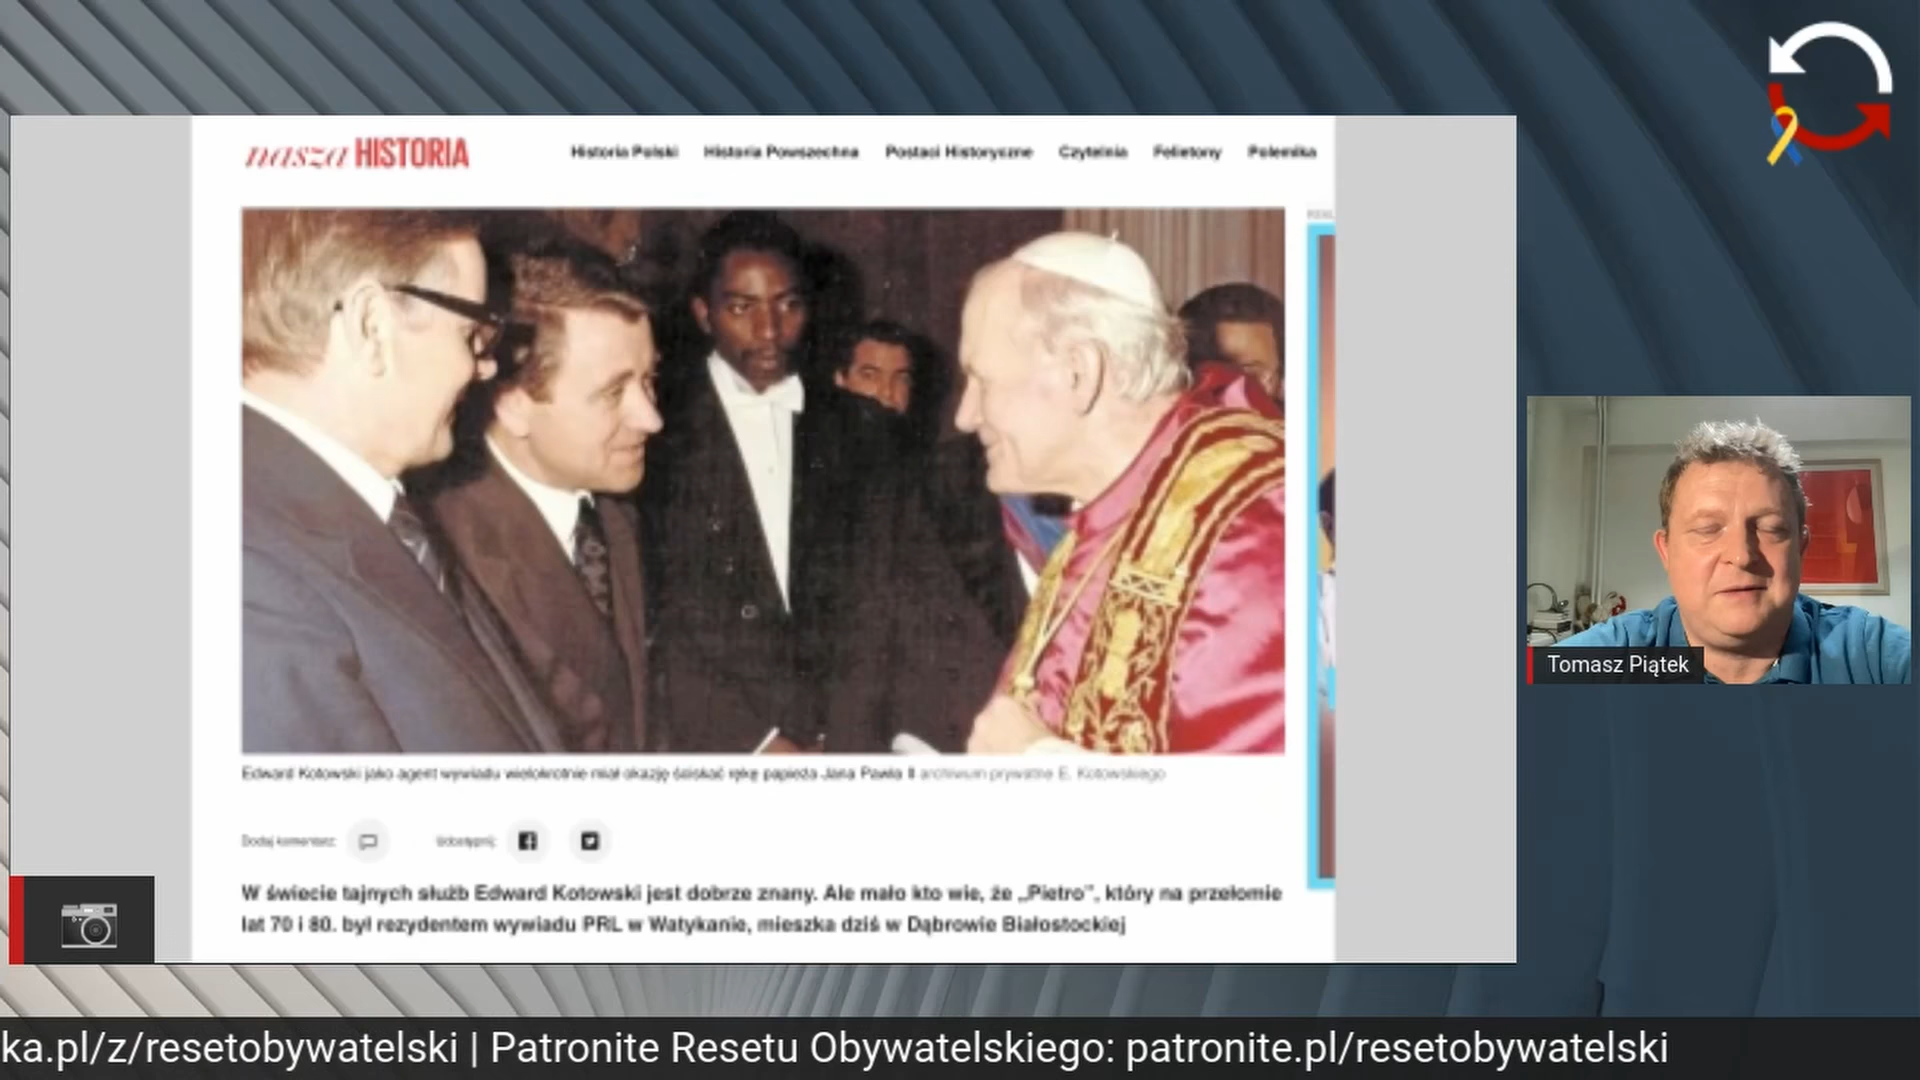 nasza HISTORIA
Historia Polski Historia Powszechna Postaci Historyczne Czytelnia Felietony Polemika
Edward Kotowski jako agent wywiadu wielokrotnie miał okazję ściskać rękę papieża Jana Pawła II archiwum prywatne E. Kotowskiego
Dodaj komentarz: Udostępnij:
W świecie tajnych służb Edward Kotowski jest dobrze znany. Ale mało kto wie, że „Pietro”, który na przełomie
lat 70 i 80. był rezydentem wywiadu PRL w Watykanie, mieszka dziś w Dąbrowie Białostockiej
Tomasz Piątek
ka.pl/z/resetobywatelski | Patronite Resetu Obywatelskiego: patronite.pl/resetobywatelski